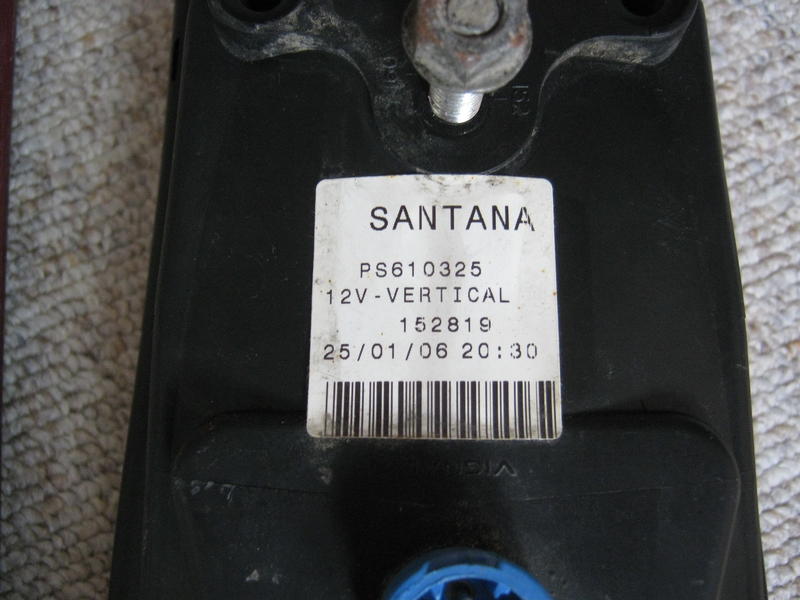 SANTANA
PS610325
12V-VERTICAL
152819
25/01/06 20:30